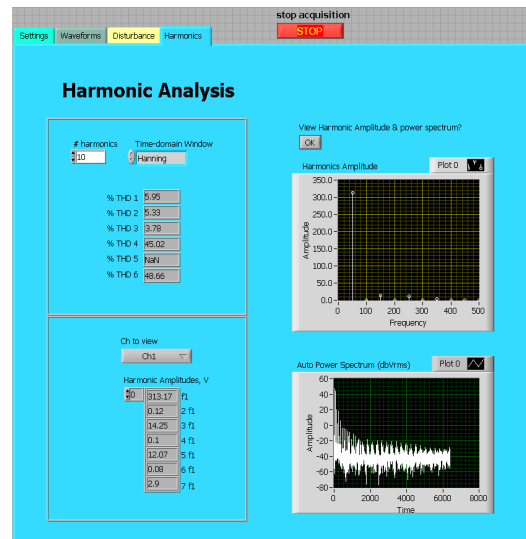 stop acquisition
STOP
Settings Waveforms Disturbance Harmonics
Harmonic Analysis
# harmonics Time-domain Window
10 Hanning
% THD 1 5.95
% THD 2 5.33
% THD 3 3.78
% THD 4 45.02
% THD 5 NaN
% THD 6 48.66
Ch to view
Ch1
Harmonic Amplitudes, V
0 313.17 f1
0.12 2 f1
14.25 3 f1
0.1 4 f1
12.07 5 f1
0.08 6 f1
2.9 7 f1
View Harmonic Amplitude & power spectrum?
OK
Harmonics Amplitude Plot 0
350.0
300.0
250.0
200.0
150.0
100.0
50.0
0.0
Amplitude
0 100 200 300 400 500
Frequency
Auto Power Spectrum (dbVrms) Plot 0
60
40
20
0
-20
-40
-60
-80
Amplitude
0 2000 4000 6000 8000
Time